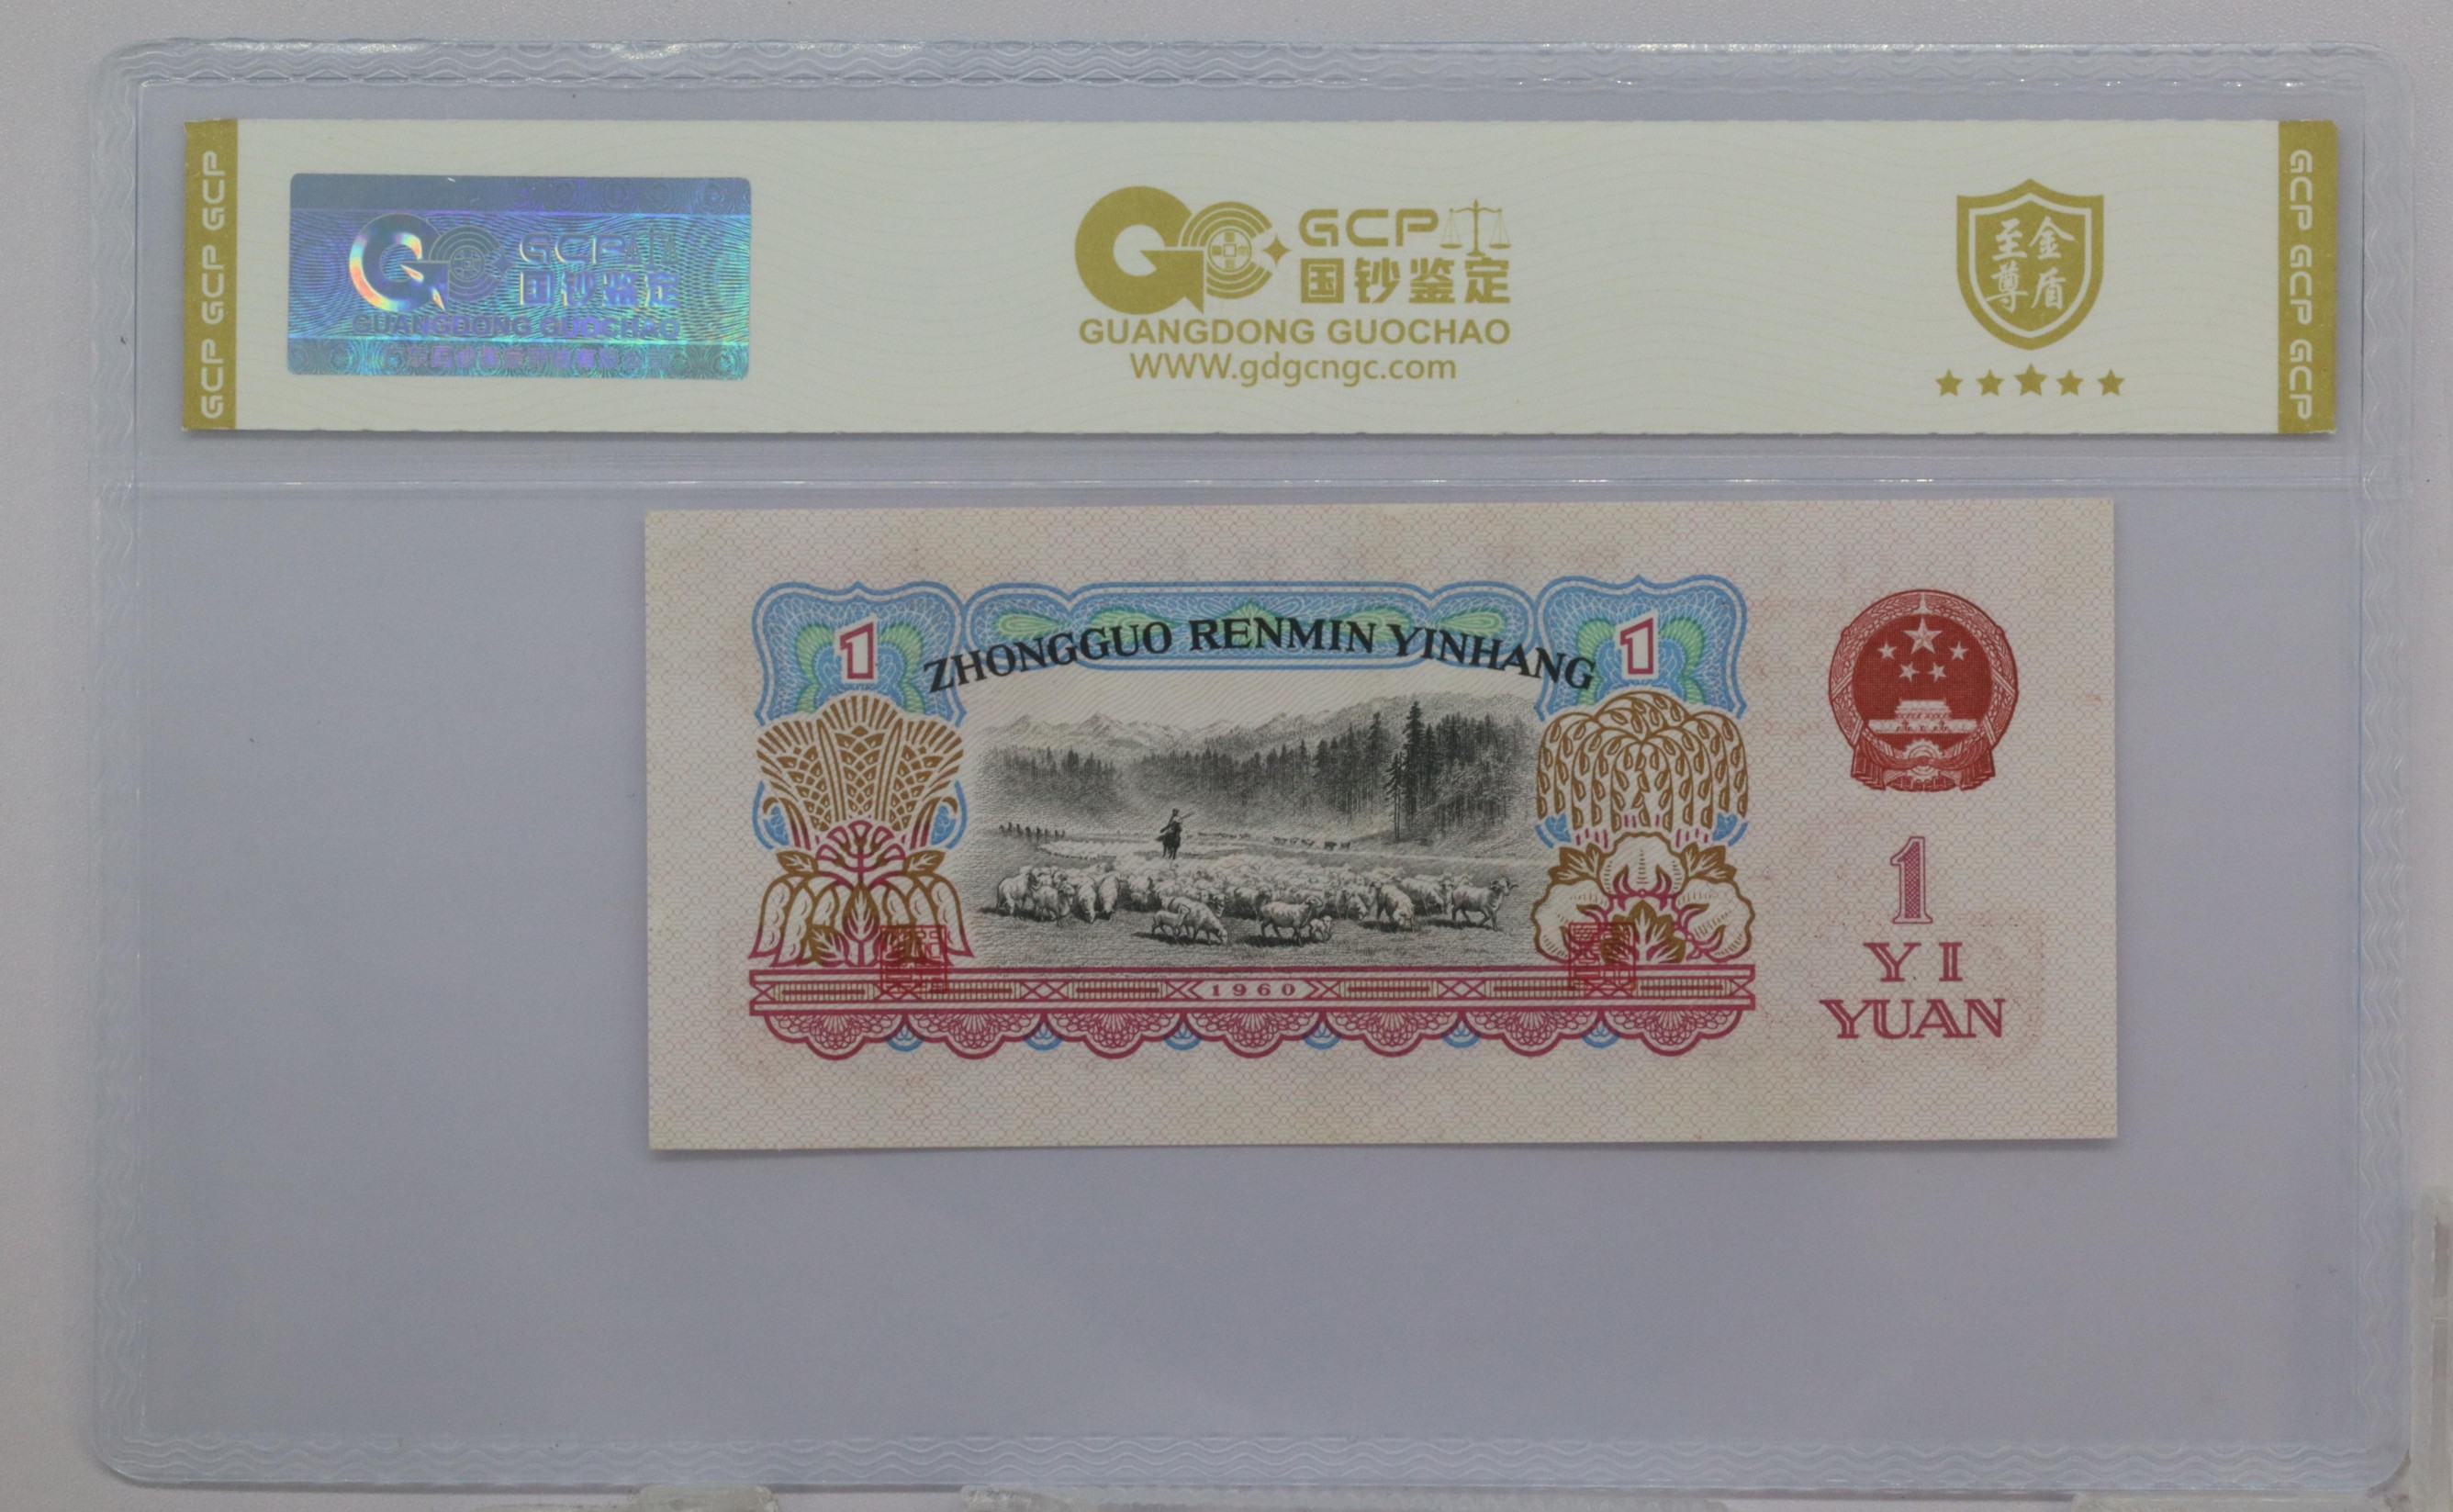 GCP GCP GCP
GCP
国钞鉴定
GUANGDONG GUOCHAO
GCP
国钞鉴定
GUANGDONG GUOCHAO
WWW.gdgcngc.com
至尊金盾
GCP GCP GCP
1
ZHONGGUO RENMIN YINHANG
1
1960
1
YI
YUAN